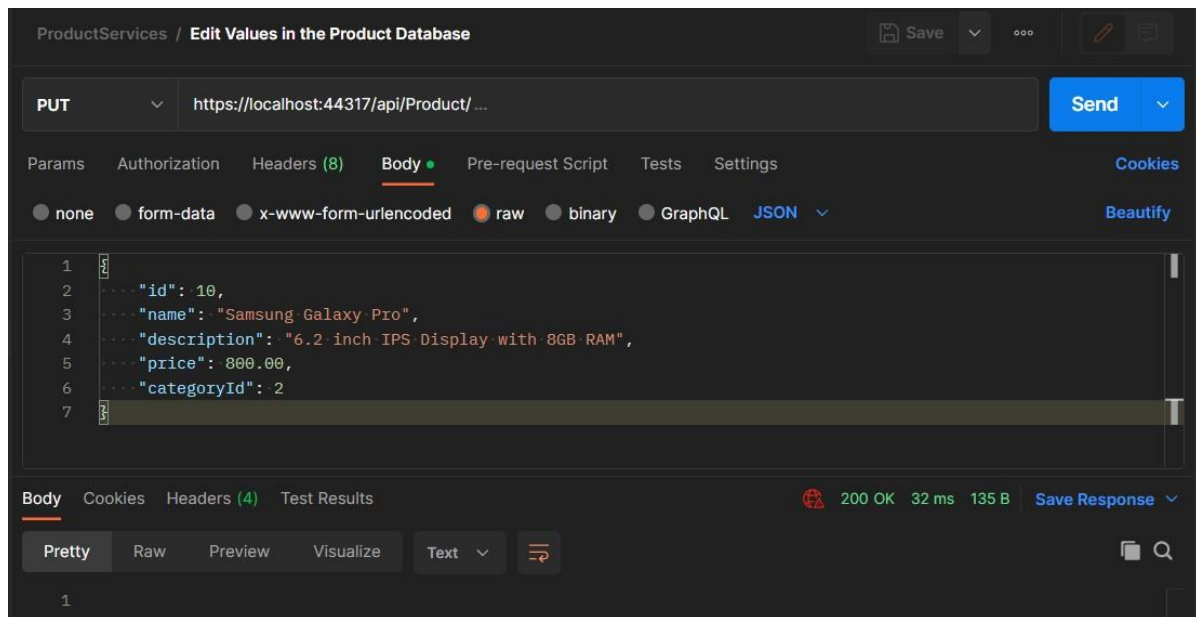 ProductServices / Edit Values in the Product Database Save ooo
PUT https://localhost:44317/api/Product/ ... Send
Params Authorization Headers (8) Body Pre-request Script Tests Settings Cookies
none form-data x-www-form-urlencoded raw binary GraphQL JSON Beautify
1 {
2 "id": 10,
3 "name": "Samsung Galaxy Pro",
4 "description": "6.2 inch IPS Display with 8GB RAM",
5 "price": 800.00,
6 "categoryId": 2
7 }
Body Cookies Headers (4) Test Results 200 OK 32 ms 135 B Save Response
Pretty Raw Preview Visualize Text
1